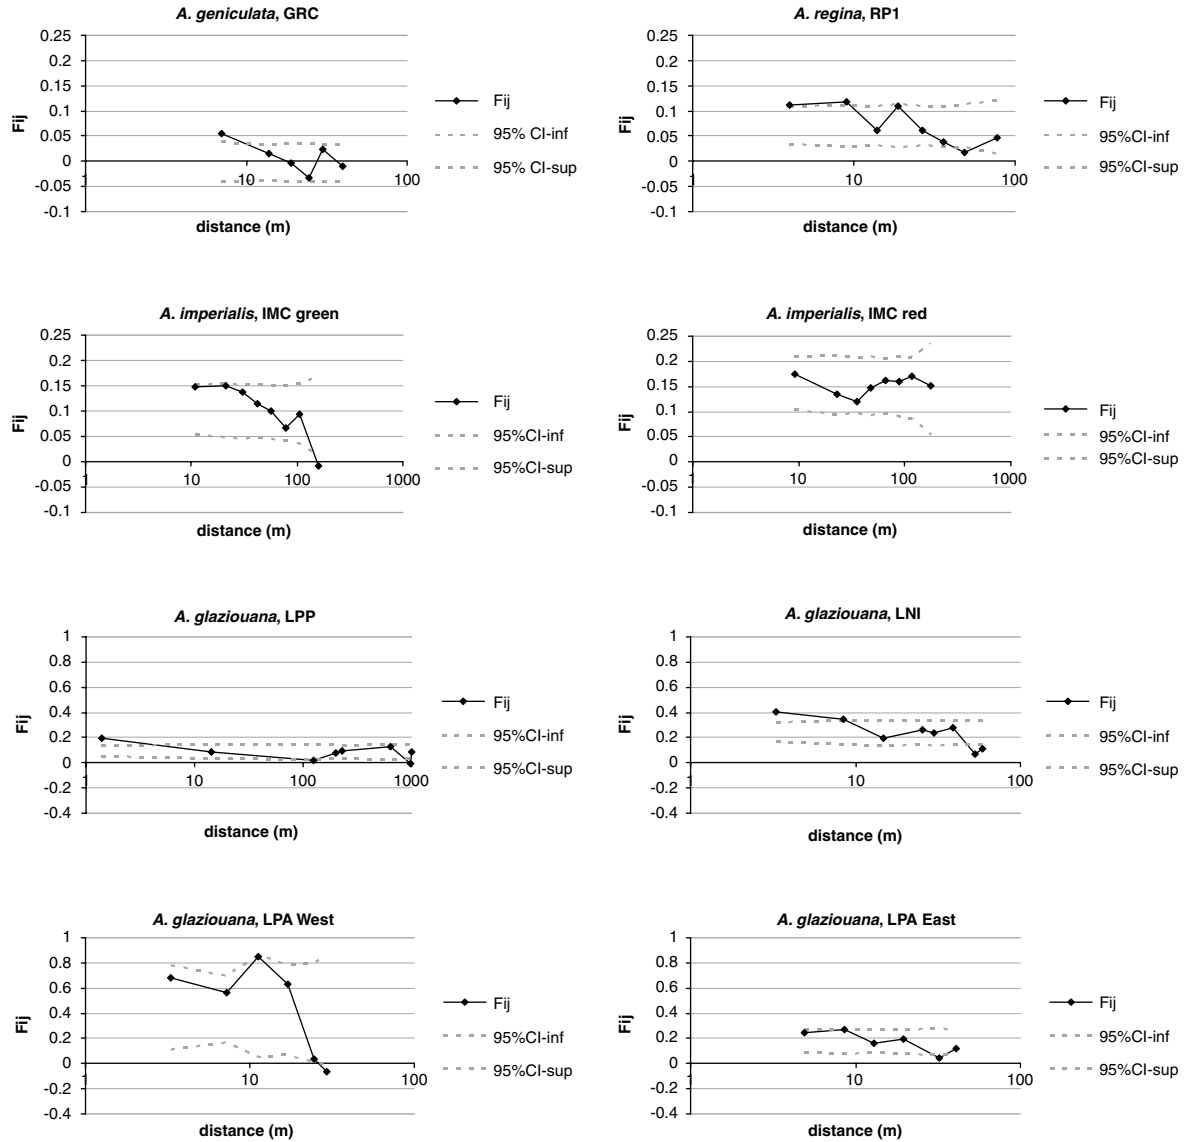 A. geniculata, GRC
0.25
0.2
0.15
0.1
0.05
0
-0.05
-0.1
Fij
1
10
100
distance (m)
Fij
95% CI-inf
95% CI-sup
A. regina, RP1
0.25
0.2
0.15
0.1
0.05
0
-0.05
-0.1
Fij
1
10
100
distance (m)
Fij
95%CI-inf
95%CI-sup
A. imperialis, IMC green
0.25
0.2
0.15
0.1
0.05
0
-0.05
-0.1
Fij
1
10
100
1000
distance (m)
Fij
95%CI-inf
95%CI-sup
A. imperialis, IMC red
0.25
0.2
0.15
0.1
0.05
0
-0.05
-0.1
Fij
1
10
100
1000
distance (m)
Fij
95%CI-inf
95%CI-sup
A. glaziouana, LPP
1
0.8
0.6
0.4
0.2
0
-0.2
-0.4
Fij
1
10
100
1000
distance (m)
Fij
95%CI-inf
95%CI-sup
A. glaziouana, LNI
1
0.8
0.6
0.4
0.2
0
-0.2
-0.4
Fij
1
10
100
distance (m)
Fij
95%CI-inf
95%CI-sup
A. glaziouana, LPA West
1
0.8
0.6
0.4
0.2
0
-0.2
-0.4
Fij
1
10
100
distance (m)
Fij
95%CI-inf
95%CI-sup
A. glaziouana, LPA East
1
0.8
0.6
0.4
0.2
0
-0.2
-0.4
Fij
1
10
100
distance (m)
Fij
95%CI-inf
95%CI-sup